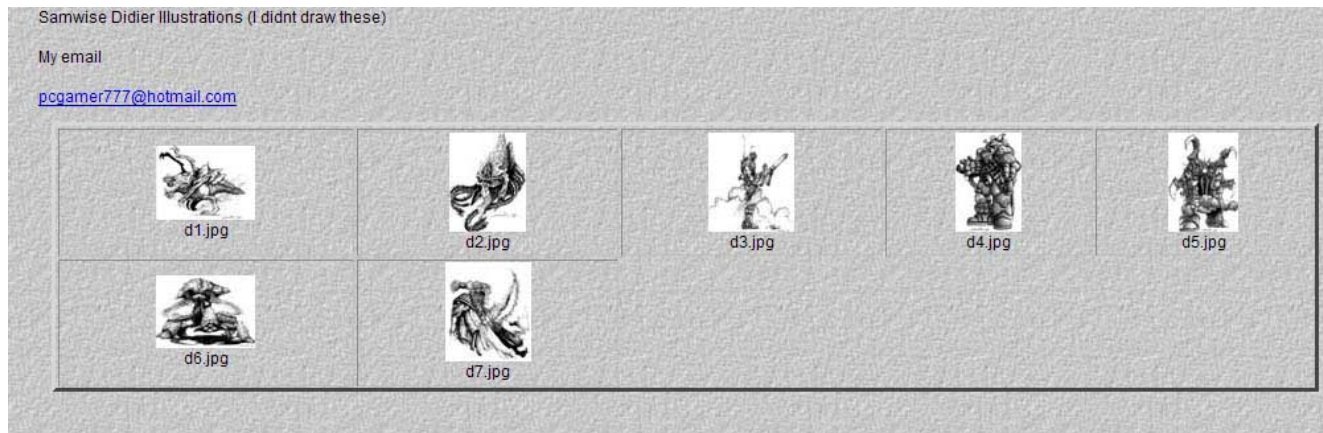 Samwise Didier Illustrations (I didnt draw these)
My email
pcgamer777@hotmail.com
d1.jpg
d2.jpg
d3.jpg
d4.jpg
d5.jpg
d6.jpg
d7.jpg